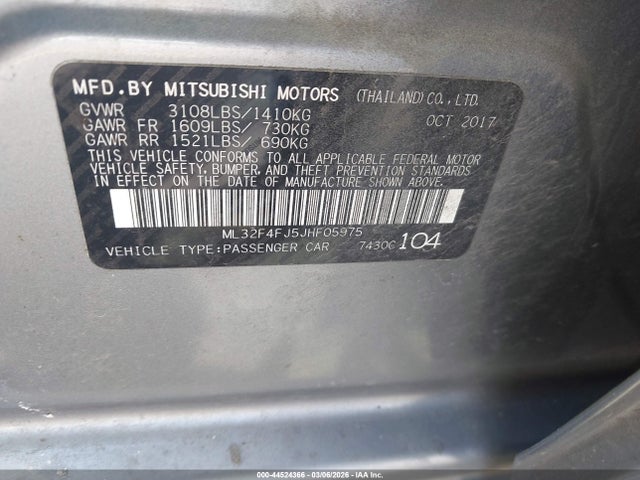 MFD.BY MITSUBISHI MOTORS (THAILAND) CO., LTD.
GVWR 3108LBS/1410KG OCT 2017
GAWR FR 1609LBS/ 730KG
GAWR RR 1521LBS/ 690KG
THIS VEHICLE CONFORMS TO ALL APPLICABLE FEDERAL MOTOR
VEHICLE SAFETY, BUMPER, AND THEFT PREVENTION STANDARDS
IN EFFECT ON THE DATE OF MANUFACTURE SHOWN ABOVE.
ML32F4FJ5JHF05975
VEHICLE TYPE:PASSENGER CAR 7430C 104
000-44524366 - 03/06/2026 - IAAI.COM